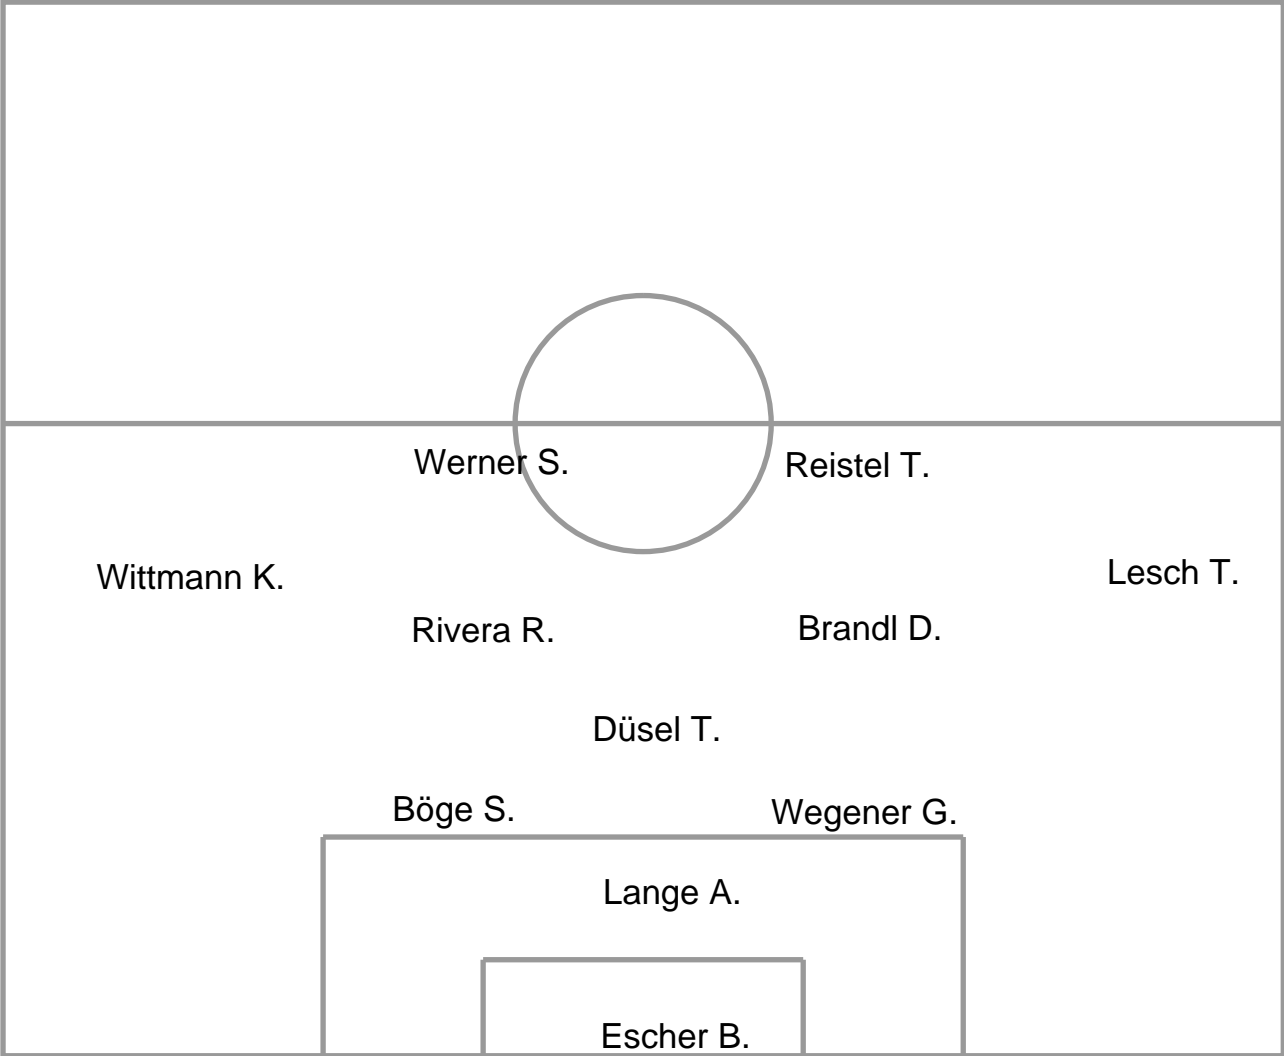 Werner S.
Reistel T.
Wittmann K.
Lesch T.
Rivera R.
Brandl D.
Düsel T.
Böge S.
Wegener G.
Lange A.
Escher B.